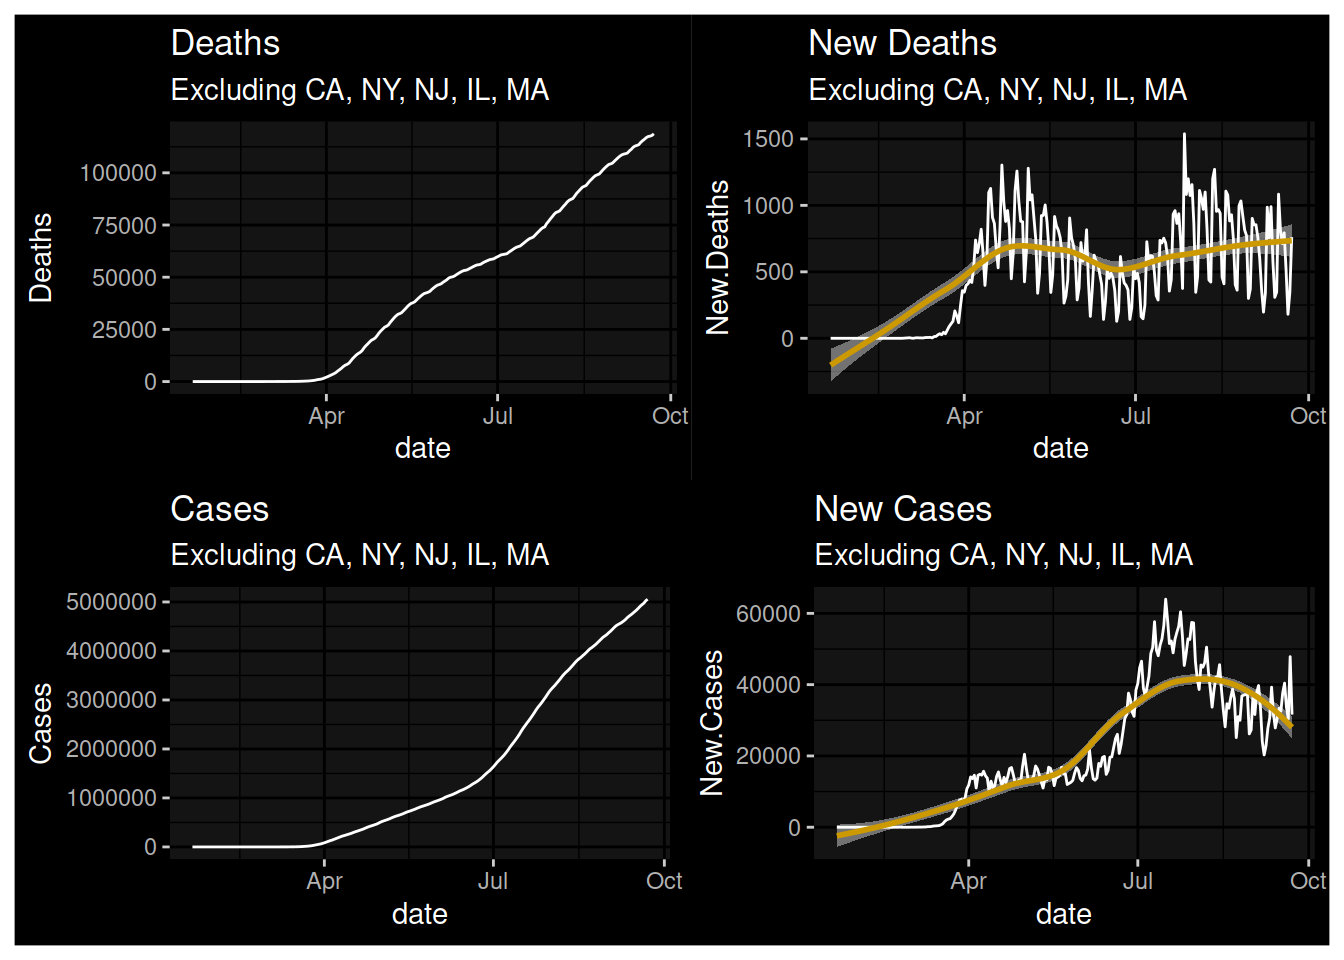 Deaths
Excluding CA, NY, NJ, IL, MA
100000
75000
50000
25000
0
Deaths
Apr Jul Oct
date
New Deaths
Excluding CA, NY, NJ, IL, MA
1500
1000
500
0
New.Deaths
Apr Jul Oct
date
Cases
Excluding CA, NY, NJ, IL, MA
5000000
4000000
3000000
2000000
1000000
0
Cases
Apr Jul Oct
date
New Cases
Excluding CA, NY, NJ, IL, MA
60000
40000
20000
0
New.Cases
Apr Jul Oct
date